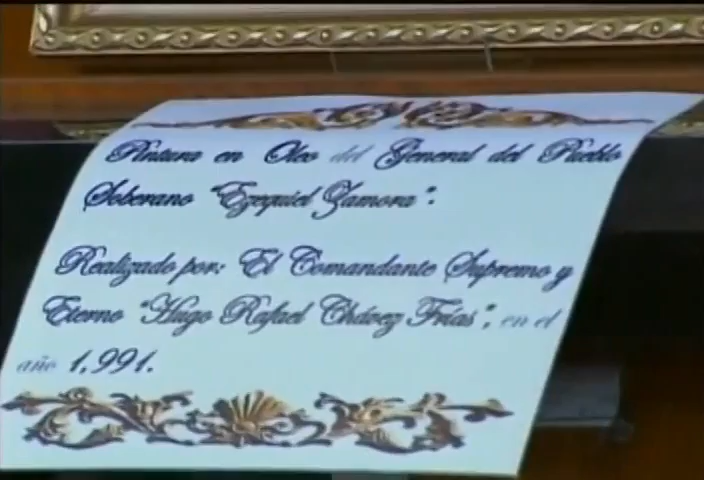 Pintura en Oleo del General del Pueblo
Soberano "Ezequiel Zamora".
Realizado por: El Comandante Supremo y
Eterno "Hugo Rafael Chávez Frías", en el
año 1.991.